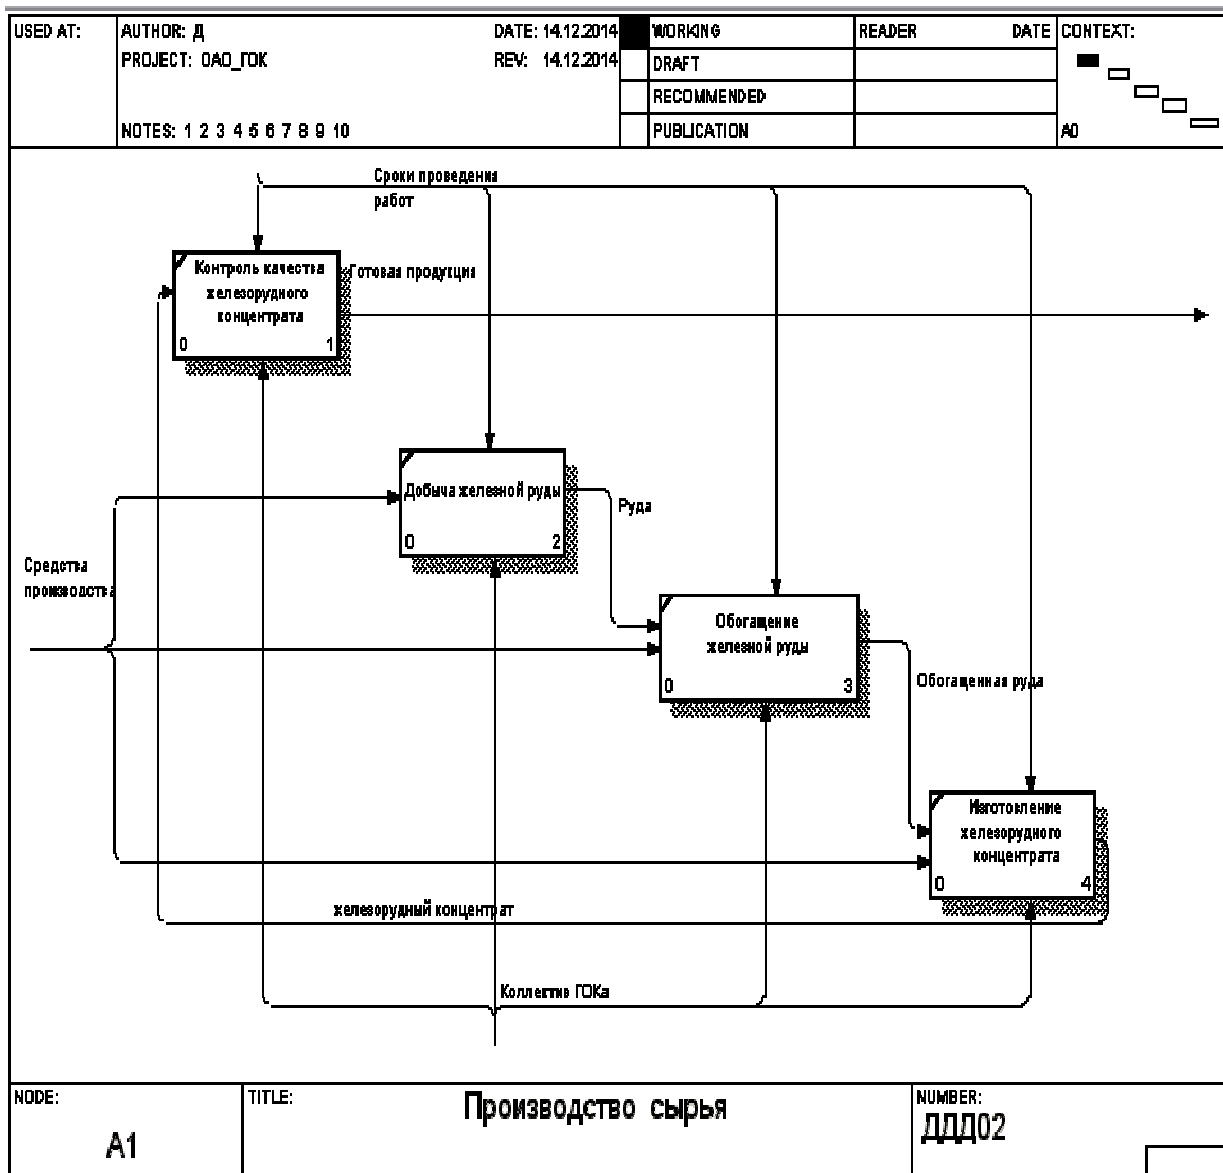 USED AT:
AUTHOR: Д
DATE: 14.12.2014
WORKING
READER
DATE
CONTEXT:
PROJECT: ОАО_ГОК
REV: 14.12.2014
DRAFT
RECOMMENDED
NOTES: 1 2 3 4 5 6 7 8 9 10
PUBLICATION
A0
Сроки проведения
работ
Контроль качества
железорудного
концентрата
0 1
Готовая продукция
Добыча железной руды
0 2
Руда
Средства
производства
Обогащение
железной руды
0 3
Обогащенная руда
Изготовление
железорудного
концентрата
0 4
железорудный концентрат
Коллектив ГОКа
NODE:
A1
TITLE:
Производство сырья
NUMBER:
ДДД02